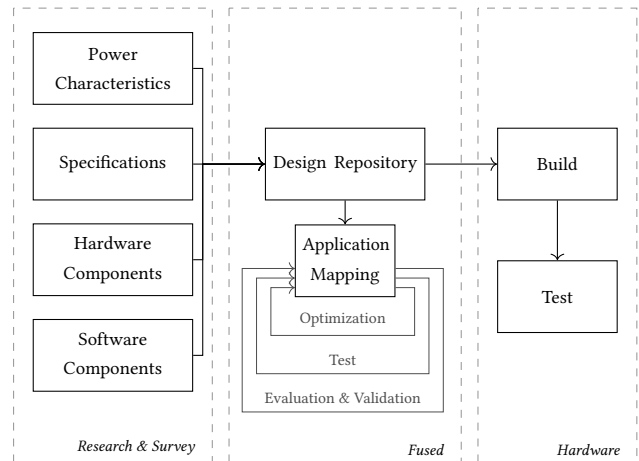 Power
Characteristics
Specifications
Hardware
Components
Software
Components
Research & Survey
Design Repository
Application
Mapping
Optimization
Test
Evaluation & Validation
Fused
Build
Test
Hardware